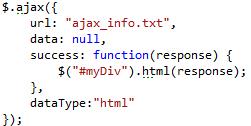 $.ajax({
    url: "ajax_info.txt",
    data: null,
    success: function(response) {
        $("#myDiv").html(response);
    },
    dataType:"html"
});